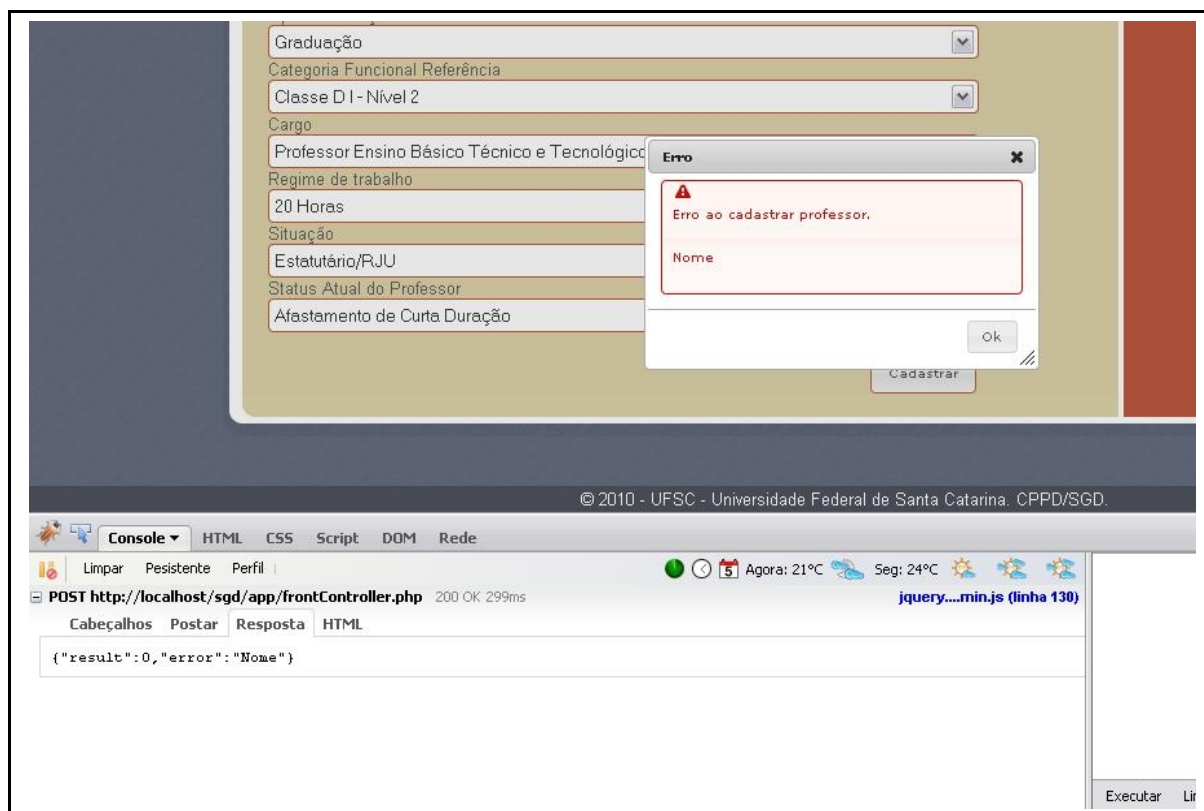 Graduação
Categoria Funcional Referência
Classe D I - Nível 2
Cargo
Professor Ensino Básico Técnico e Tecnológico
Regime de trabalho
20 Horas
Situação
Estatutário/RJU
Status Atual do Professor
Afastamento de Curta Duração
Erro
Erro ao cadastrar professor.
Nome
Ok
Cadastrar
© 2010 - UFSC - Universidade Federal de Santa Catarina. CPPD/SGD.
Console HTML CSS Script DOM Rede
Limpar Pesistente Perfil 5 Agora: 21°C Seg: 24°C
POST http://localhost/sgd/app/frontController.php 200 OK 299ms jquery....min.js (linha 130)
Cabeçalhos Postar Resposta HTML
{"result":0,"error":"Nome"}
Executar